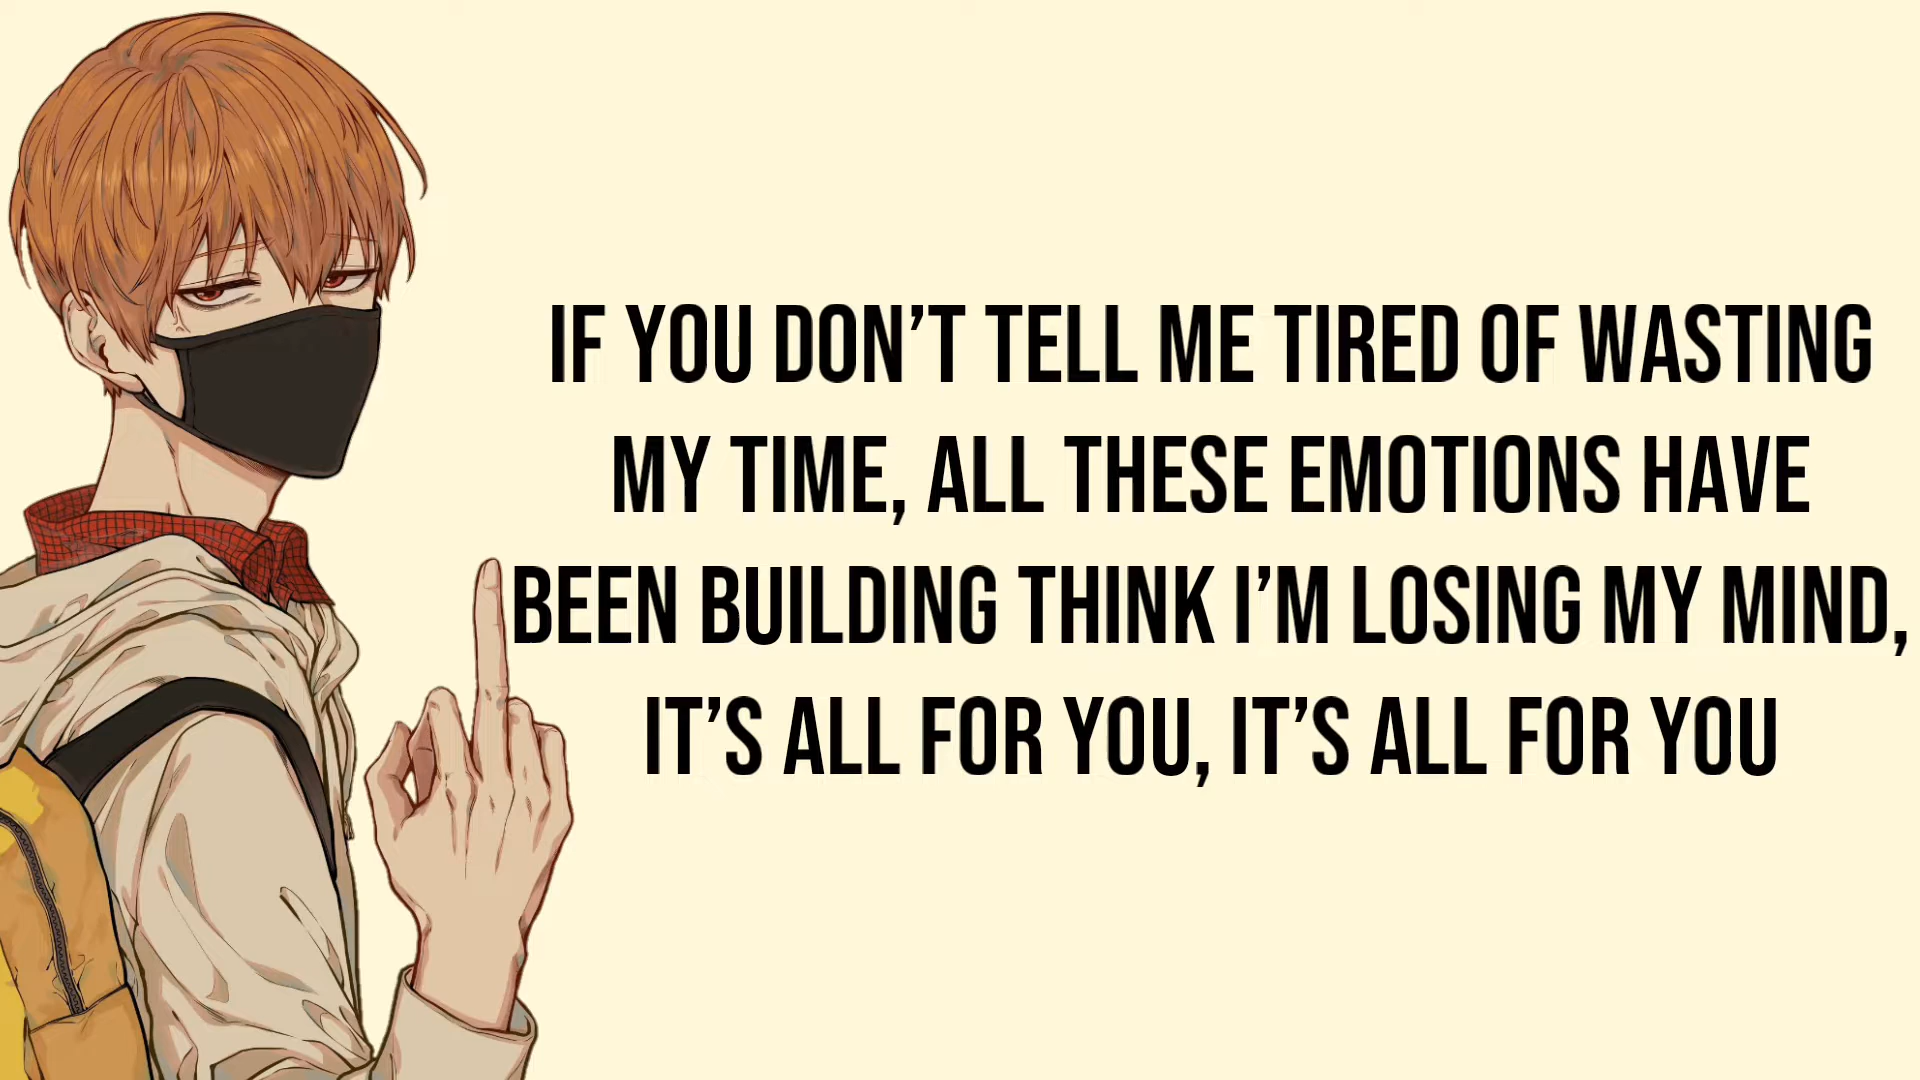 IF YOU DON’T TELL ME TIRED OF WASTING
MY TIME, ALL THESE EMOTIONS HAVE
BEEN BUILDING THINK I’M LOSING MY MIND,
IT’S ALL FOR YOU, IT’S ALL FOR YOU